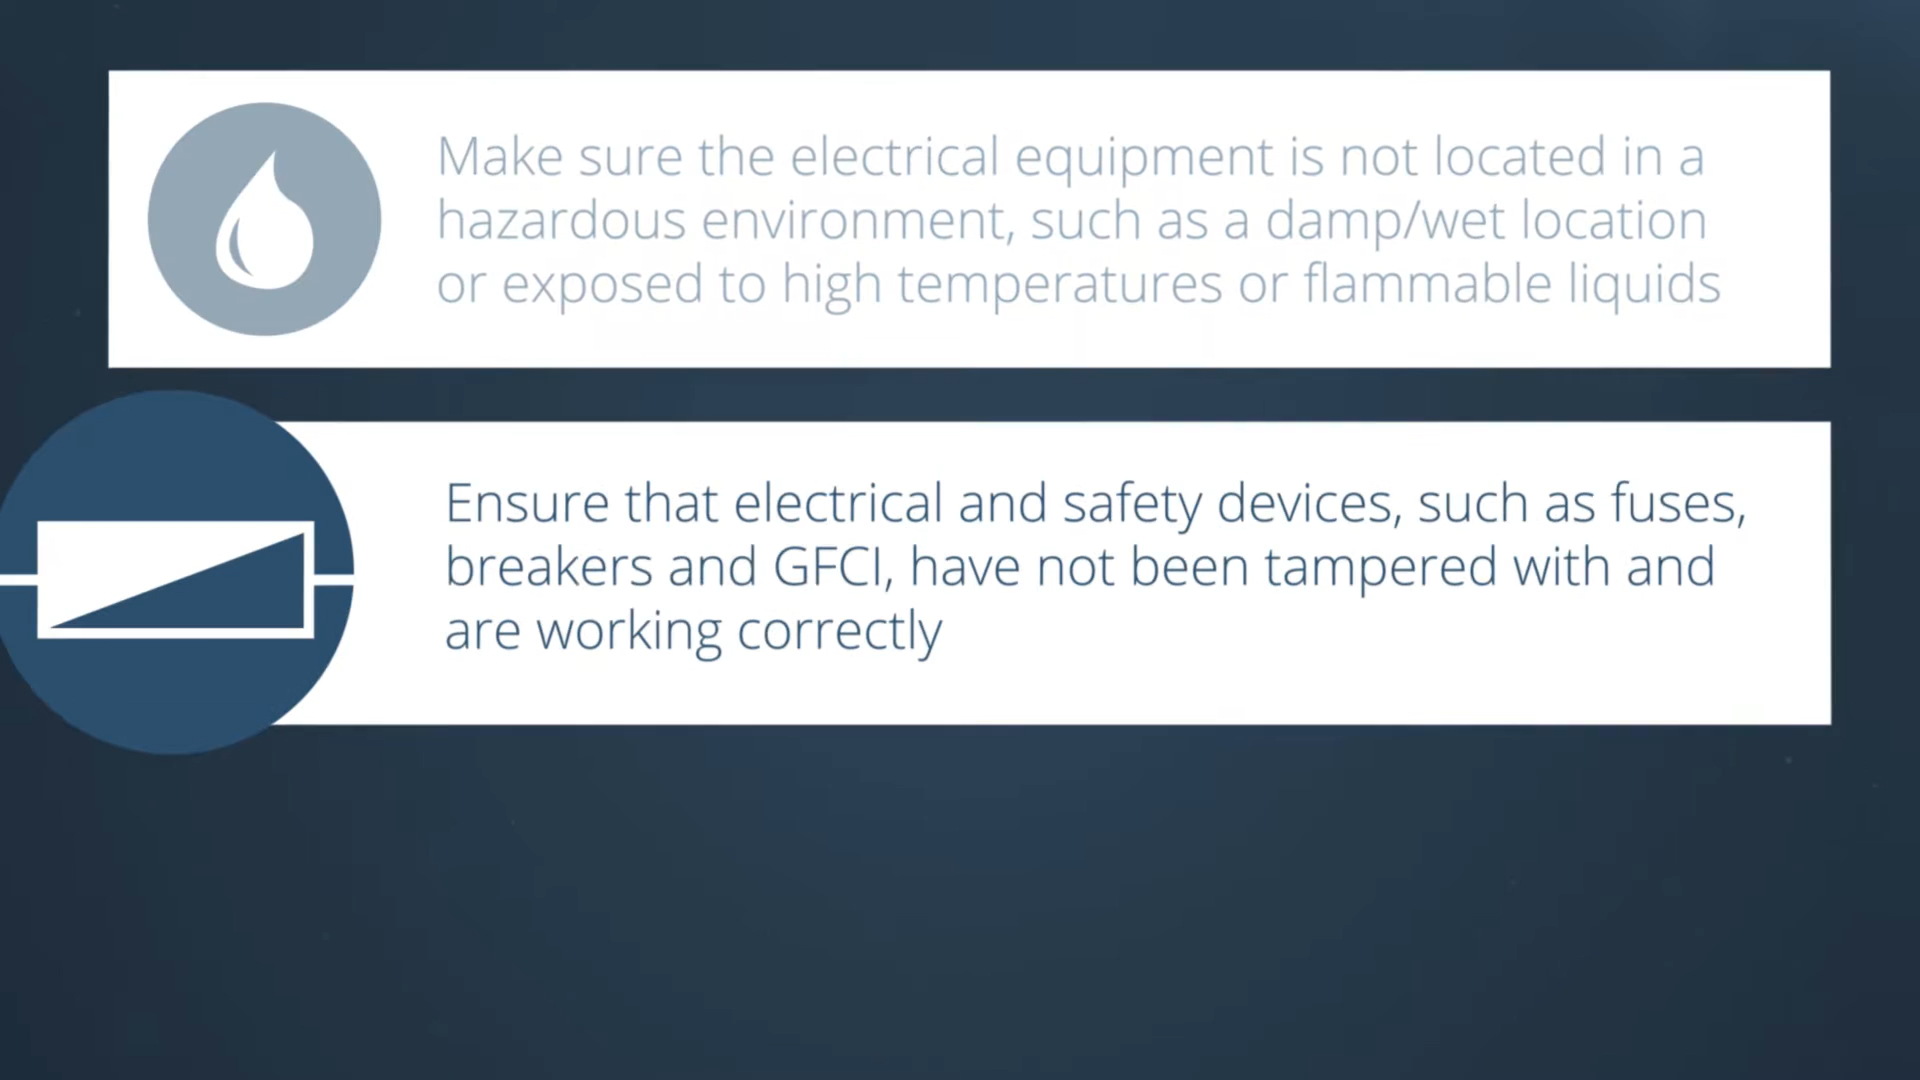 Make sure the electrical equipment is not located in a
hazardous environment, such as a damp/wet location
or exposed to high temperatures or flammable liquids
Ensure that electrical and safety devices, such as fuses,
breakers and GFCI, have not been tampered with and
are working correctly